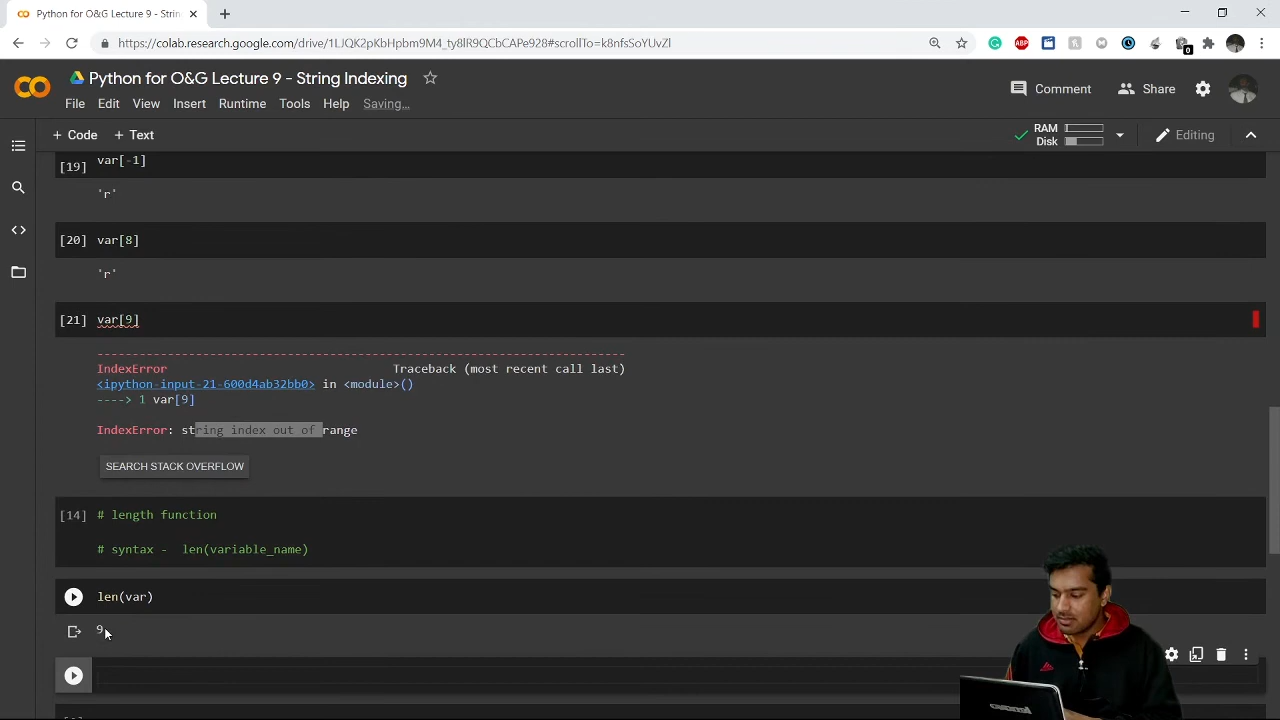 Python for O&G Lecture 9 - Strin
https://colab.research.google.com/drive/1LJQK2pKbHpbm9M4_ty8lR9OCbCAPe928#scrollTo=k8nfsSoYUvZl
Python for O&G Lecture 9 - String Indexing
File Edit View Insert Runtime Tools Help Saving...
Comment Share
+ Code + Text
RAM
Disk
Editing
[19] var[-1]
'r'
[20] var[8]
'r'
[21] var[9]
---------------------------------------------------------------------------
IndexError Traceback (most recent call last)
<ipython-input-21-600d4ab32bb0> in <module>()
----> 1 var[9]
IndexError: string index out of range
SEARCH STACK OVERFLOW
[14] # length function
# syntax - len(variable_name)
len(var)
9